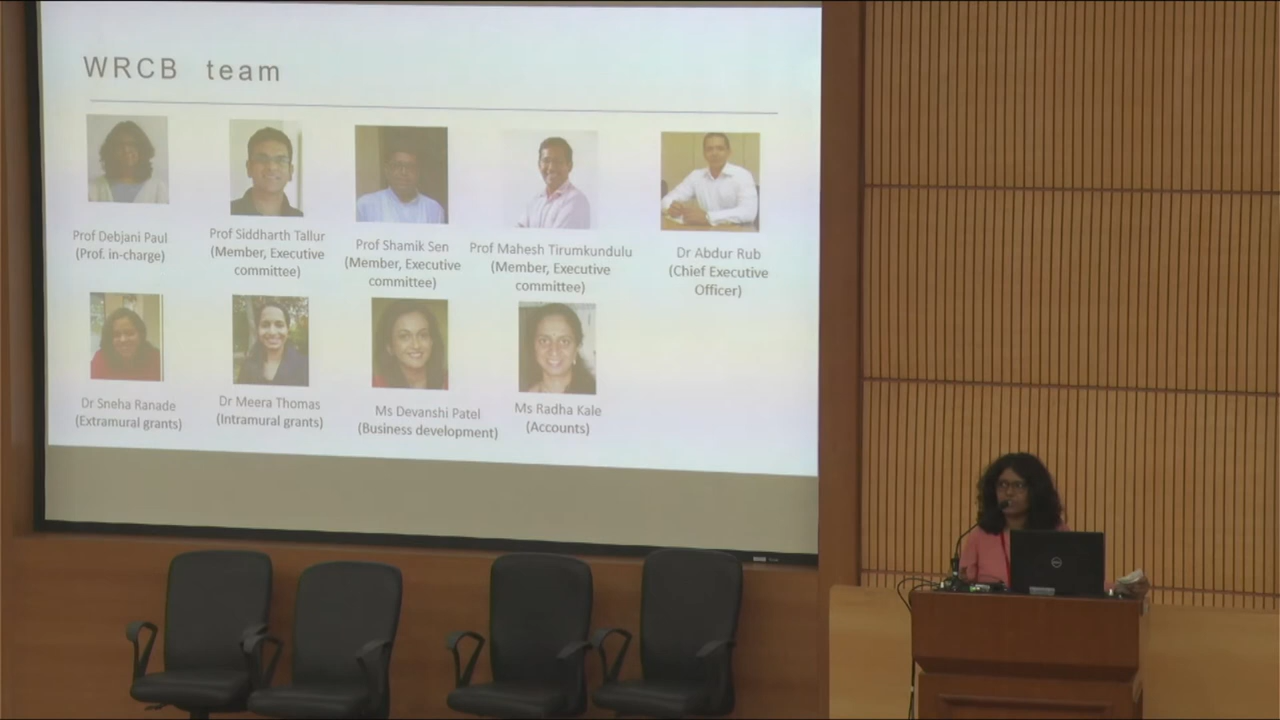 WRCB team
Prof Debjani Paul
(Prof. in-charge)
Prof Siddharth Tallur
(Member, Executive
committee)
Prof Shamik Sen
(Member, Executive
committee)
Prof Mahesh Tirumkundulu
(Member, Executive
committee)
Dr Abdur Rub
(Chief Executive
Officer)
Dr Sneha Ranade
(Extramural grants)
Dr Meera Thomas
(Intramural grants)
Ms Devanshi Patel
(Business development)
Ms Radha Kale
(Accounts)
DELL